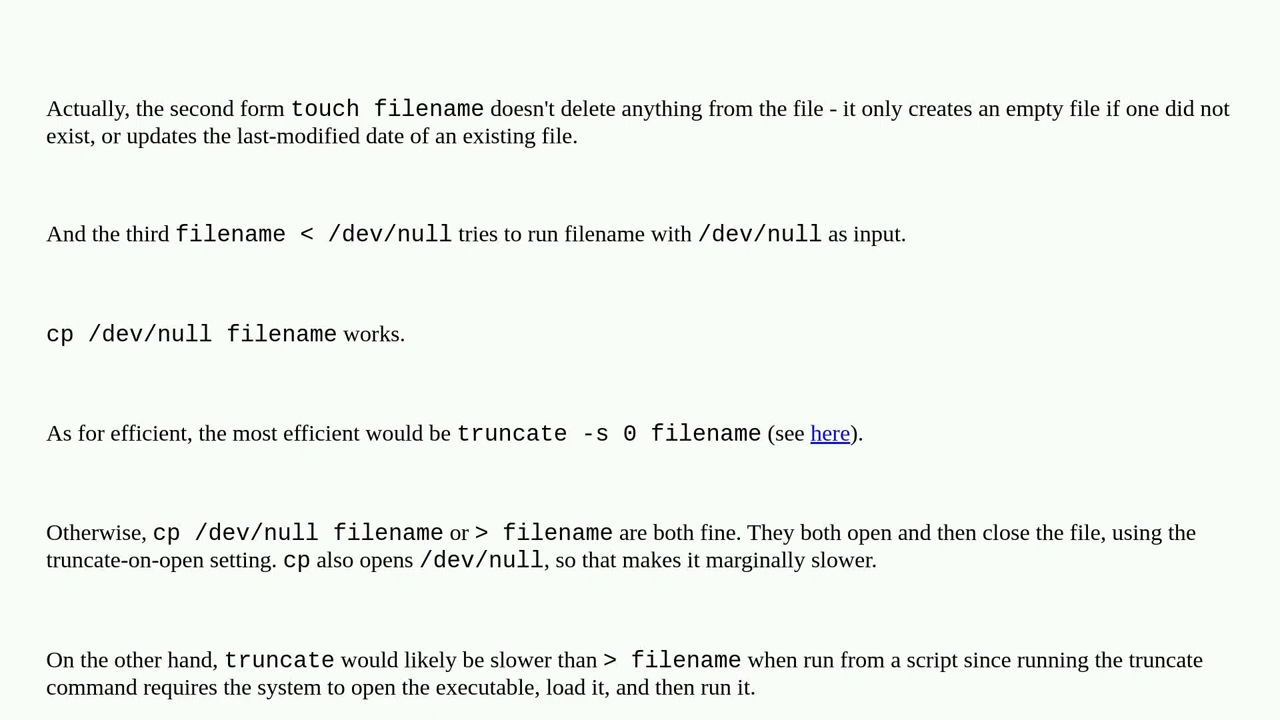 Actually, the second form touch filename doesn't delete anything from the file - it only creates an empty file if one did not
exist, or updates the last-modified date of an existing file.
And the third filename < /dev/null tries to run filename with /dev/null as input.
cp /dev/null filename works.
As for efficient, the most efficient would be truncate -s 0 filename (see here).
Otherwise, cp /dev/null filename or > filename are both fine. They both open and then close the file, using the
truncate-on-open setting. cp also opens /dev/null, so that makes it marginally slower.
On the other hand, truncate would likely be slower than > filename when run from a script since running the truncate
command requires the system to open the executable, load it, and then run it.